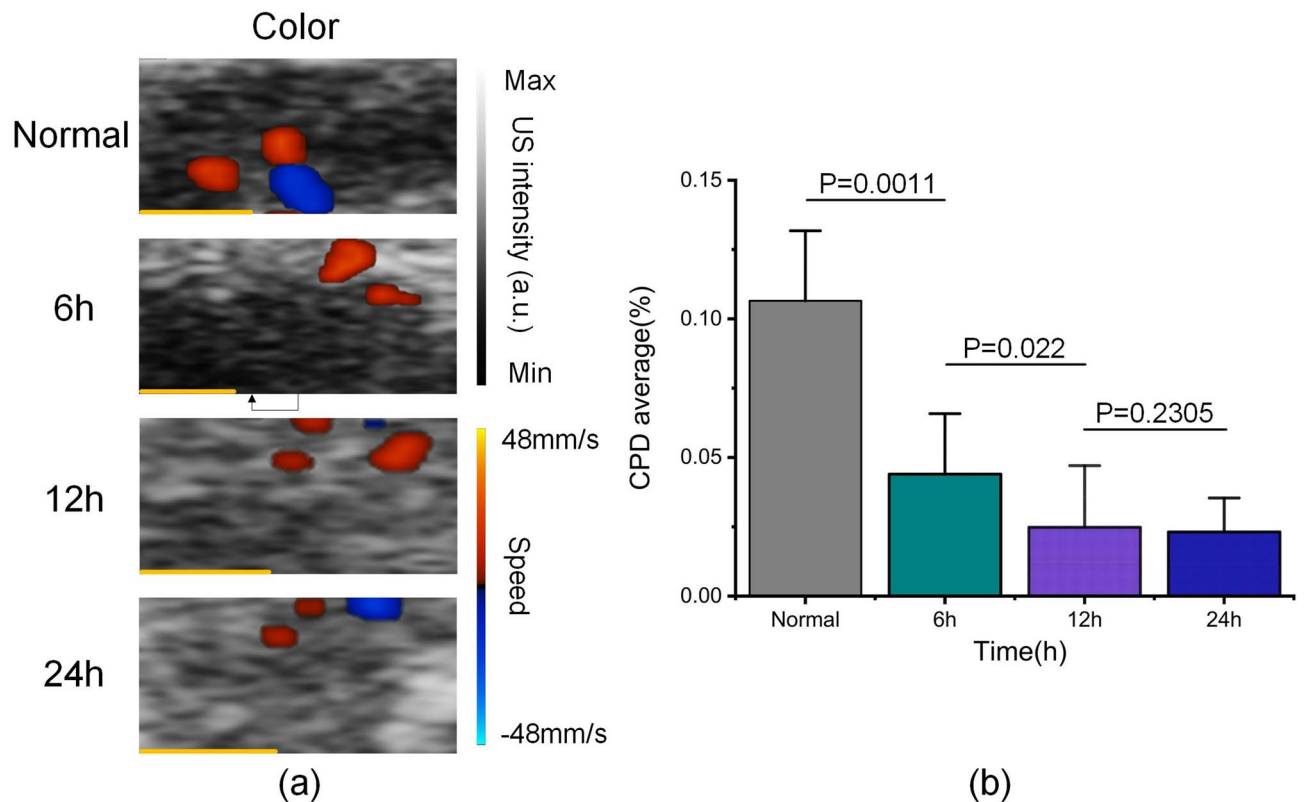 Color
Normal
6h
12h
24h
Max
US intensity (a.u.)
Min
48mm/s
Speed
-48mm/s
(a)
CPD average(%)
0.15
0.10
0.05
0.00
P=0.0011
P=0.022
P=0.2305
Normal
6h
12h
24h
Time(h)
(b)